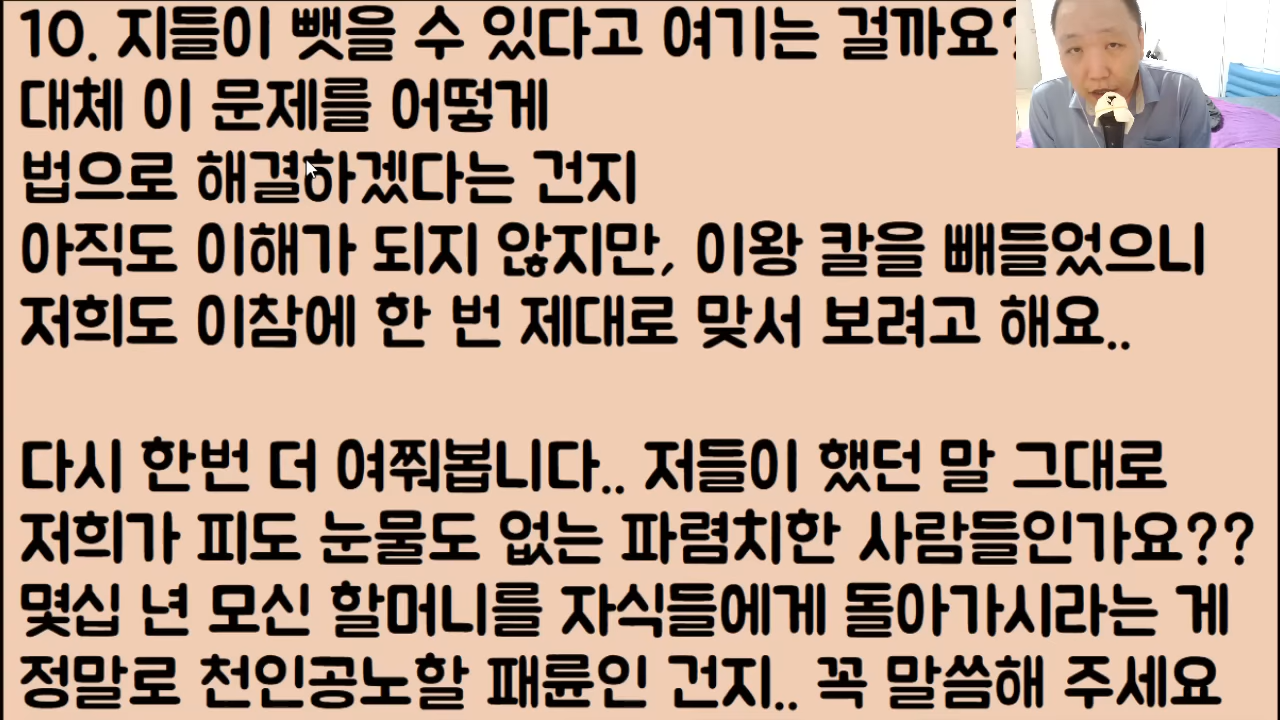 10. 지들이 뺏을 수 있다고 여기는 걸까요?
대체 이 문제를 어떻게
법으로 해결하겠다는 건지
아직도 이해가 되지 않지만, 이왕 칼을 빼들었으니
저희도 이참에 한 번 제대로 맞서 보려고 해요..
다시 한번 더 여쭤봅니다.. 저들이 했던 말 그대로
저희가 피도 눈물도 없는 파렴치한 사람들인가요??
몇십 년 모신 할머니를 자식들에게 돌아가시라는 게
정말로 천인공노할 패륜인 건지.. 꼭 말씀해 주세요